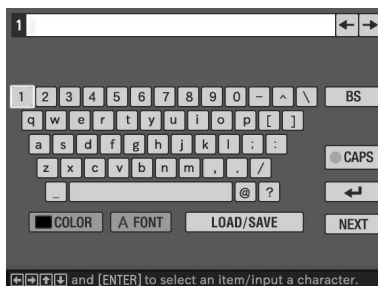 1 ← →
1 2 3 4 5 6 7 8 9 0 - ^ \ BS
q w e r t y u i o p [ ]
a s d f g h j k l ; : CAPS
z x c v b n m , . /
_ @ ? ↵
COLOR A FONT LOAD/SAVE NEXT
←→↑↓ and [ENTER] to select an item/input a character.